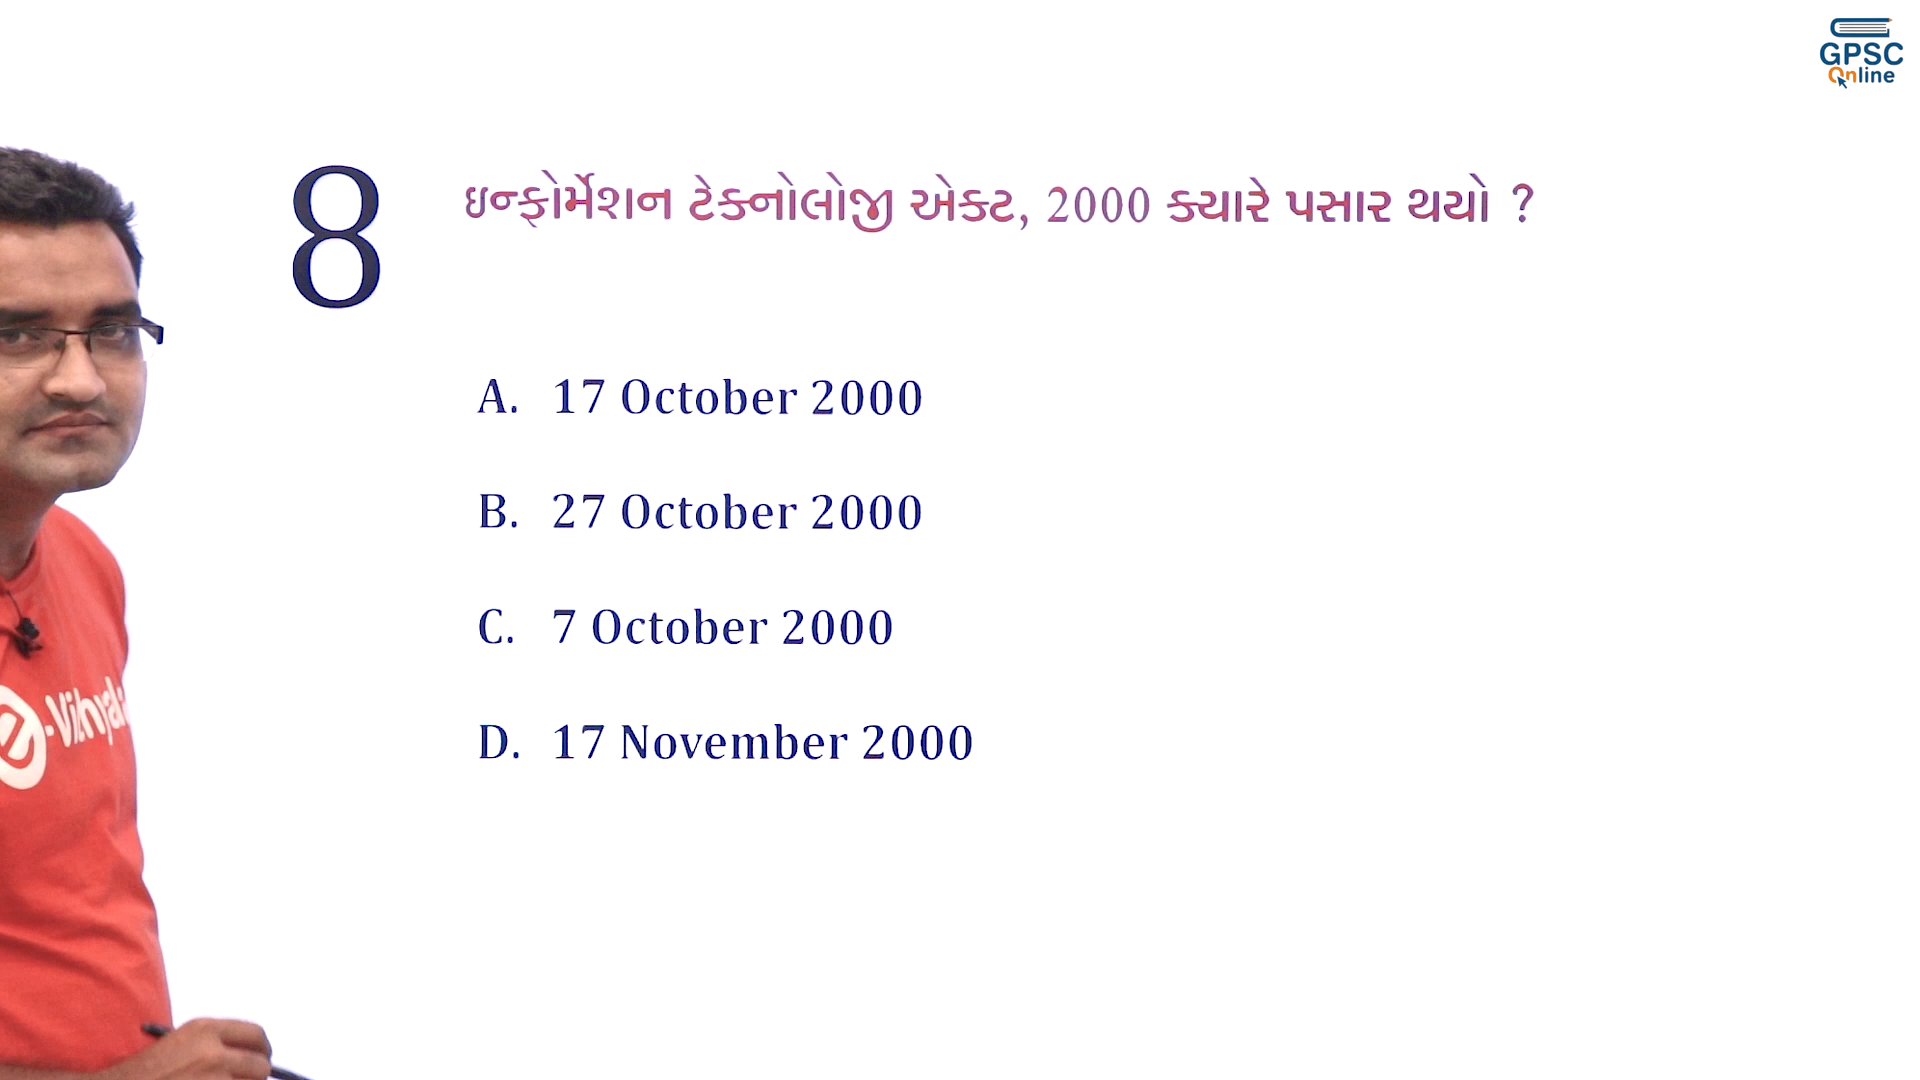 GPSC
Online
8
ઇન્ફોર્મેશન ટેક્નોલોજી એક્ટ, 2000 ક્યારે પસાર થયો ?
A. 17 October 2000
B. 27 October 2000
C. 7 October 2000
D. 17 November 2000